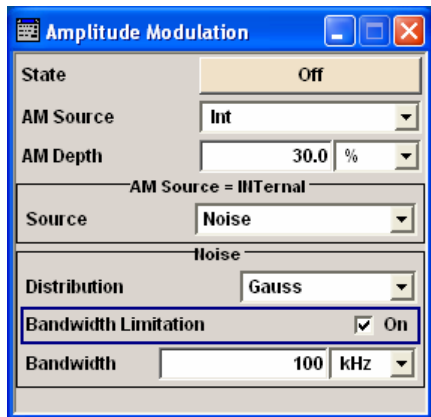 Amplitude Modulation
State Off
AM Source Int
AM Depth 30.0 %
AM Source = INTernal
Source Noise
Noise
Distribution Gauss
Bandwidth Limitation On
Bandwidth 100 kHz